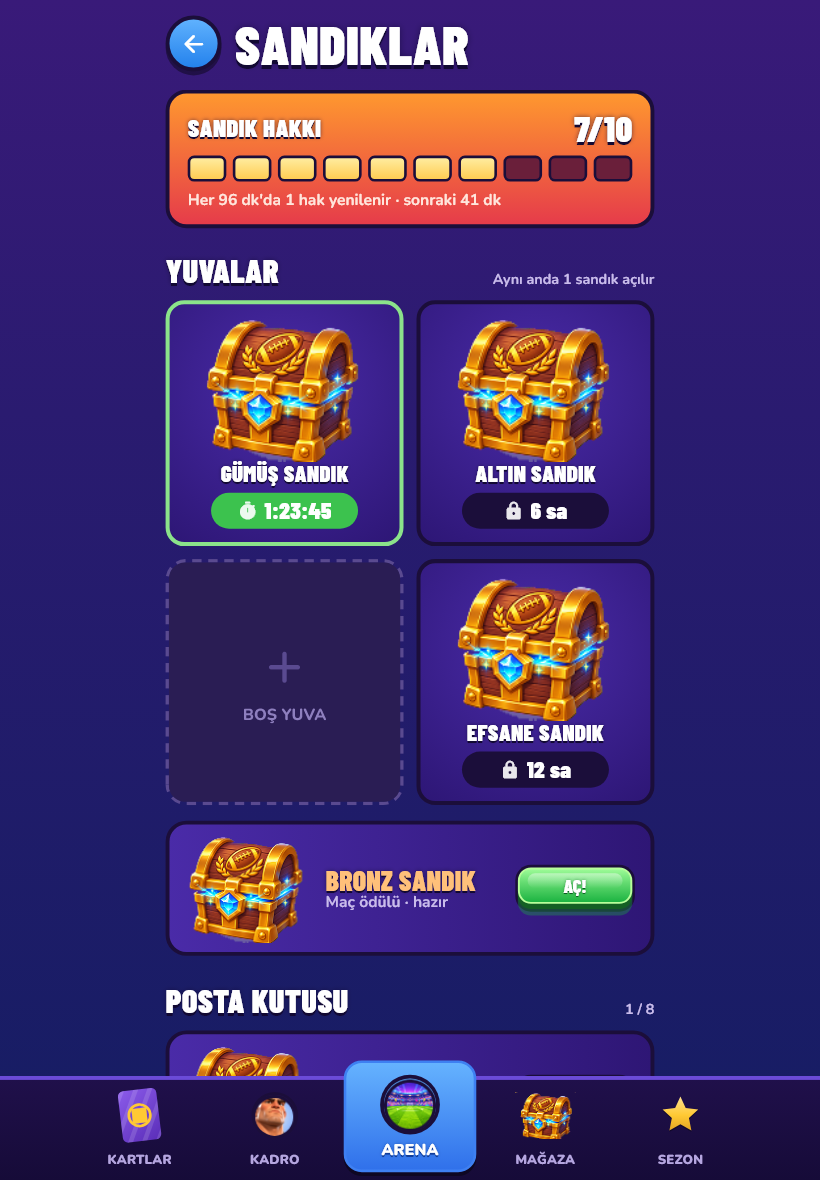 SANDIKLAR
SANDIK HAKKI
7/10
Her 96 dk'da 1 hak yenilenir · sonraki 41 dk
YUVALAR
Aynı anda 1 sandık açılır
GÜMÜŞ SANDIK
1:23:45
ALTIN SANDIK
6 sa
BOŞ YUVA
EFSANE SANDIK
12 sa
BRONZ SANDIK
Maç ödülü · hazır
AÇ!
POSTA KUTUSU
1 / 8
KARTLAR
KADRO
ARENA
MAĞAZA
SEZON